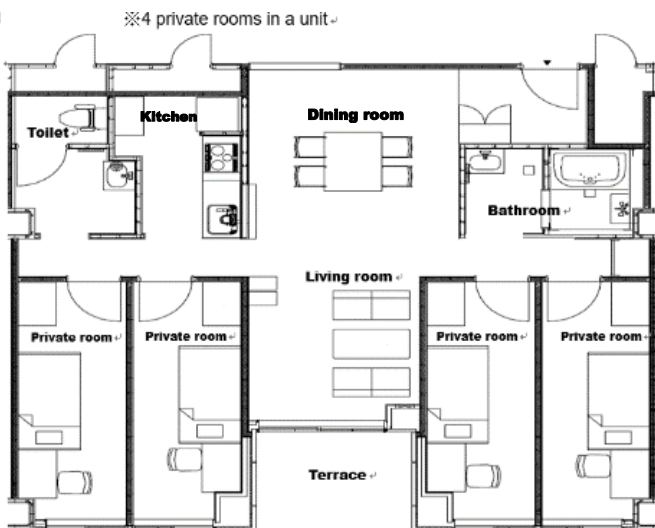 ※4 private rooms in a unit↵
Kitchen
Dining room
Toilet↵
Bathroom↵
Living room↵
Private room↵
Private room↵
Private room↵
Private room↵
Terrace↵